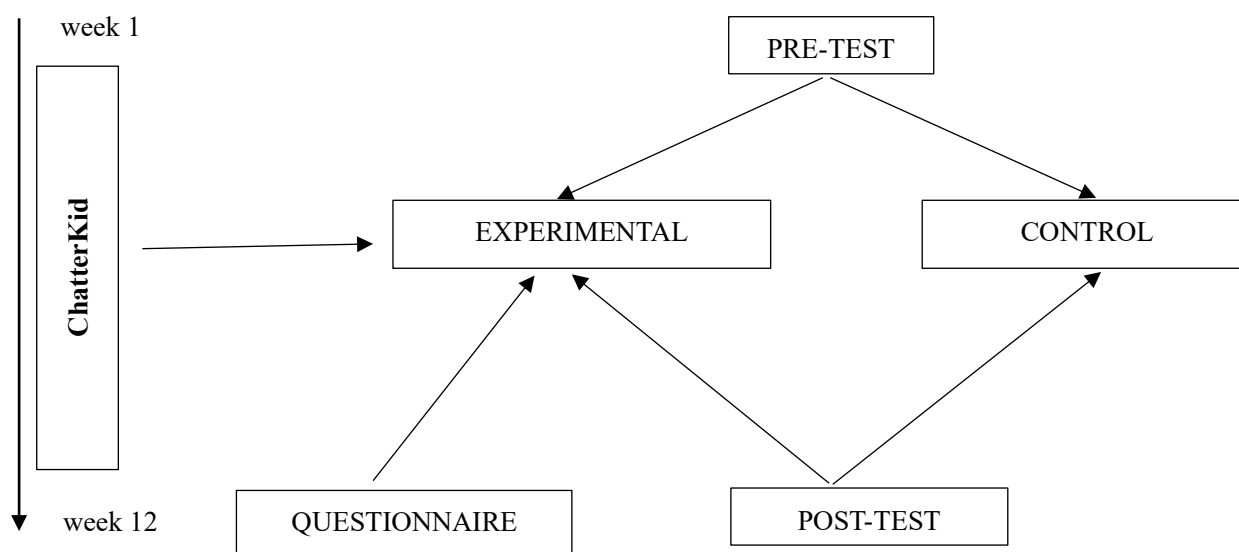 week 1
PRE-TEST
ChatterKid
EXPERIMENTAL
CONTROL
week 12
QUESTIONNAIRE
POST-TEST